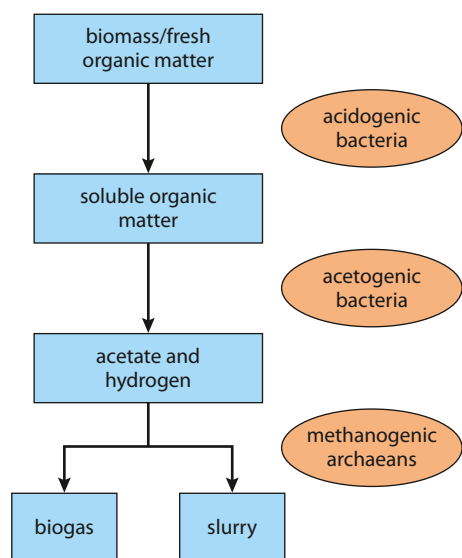 biomass/fresh
organic matter
acidogenic
bacteria
soluble organic
matter
acetogenic
bacteria
acetate and
hydrogen
methanogenic
archaeans
biogas
slurry